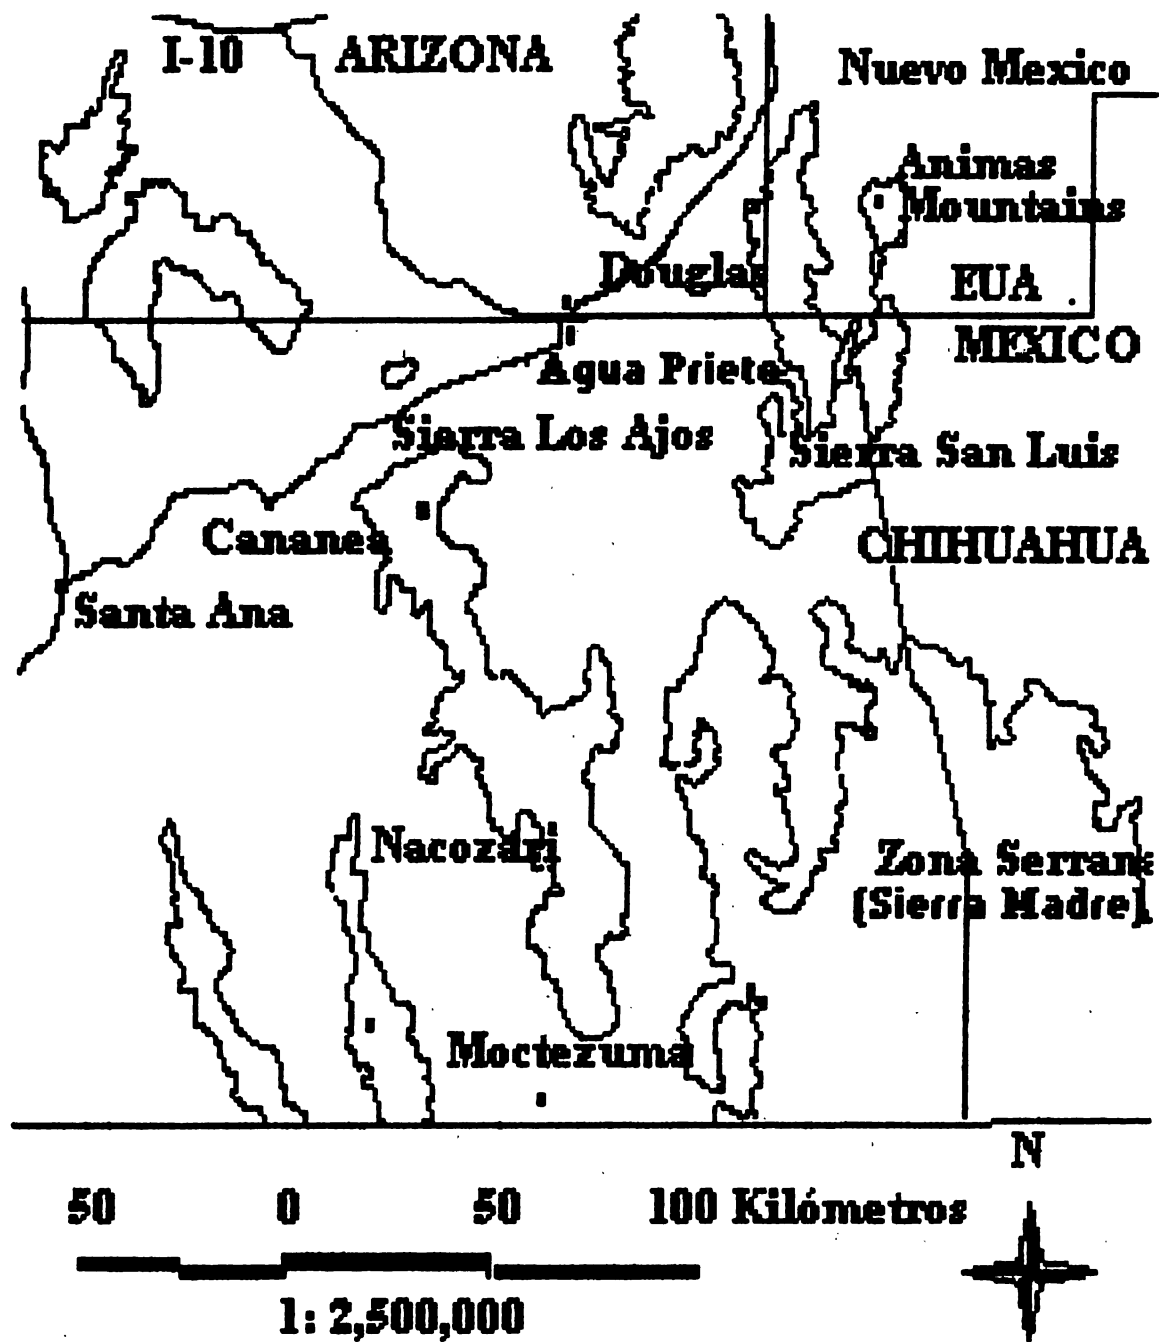 I-10 ARIZONA
Nuevo Mexico
Animas
Mountains
Douglas
EUA
MEXICO
Agua Prieta
Sierra Los Ajos
Sierra San Luis
Cananea
CHIHUAHUA
Santa Ana
Nacozari
Zona Serrana
(Sierra Madre)
Moctezuma
N
50 0 50 100 Kilómetros
1: 2,500,000